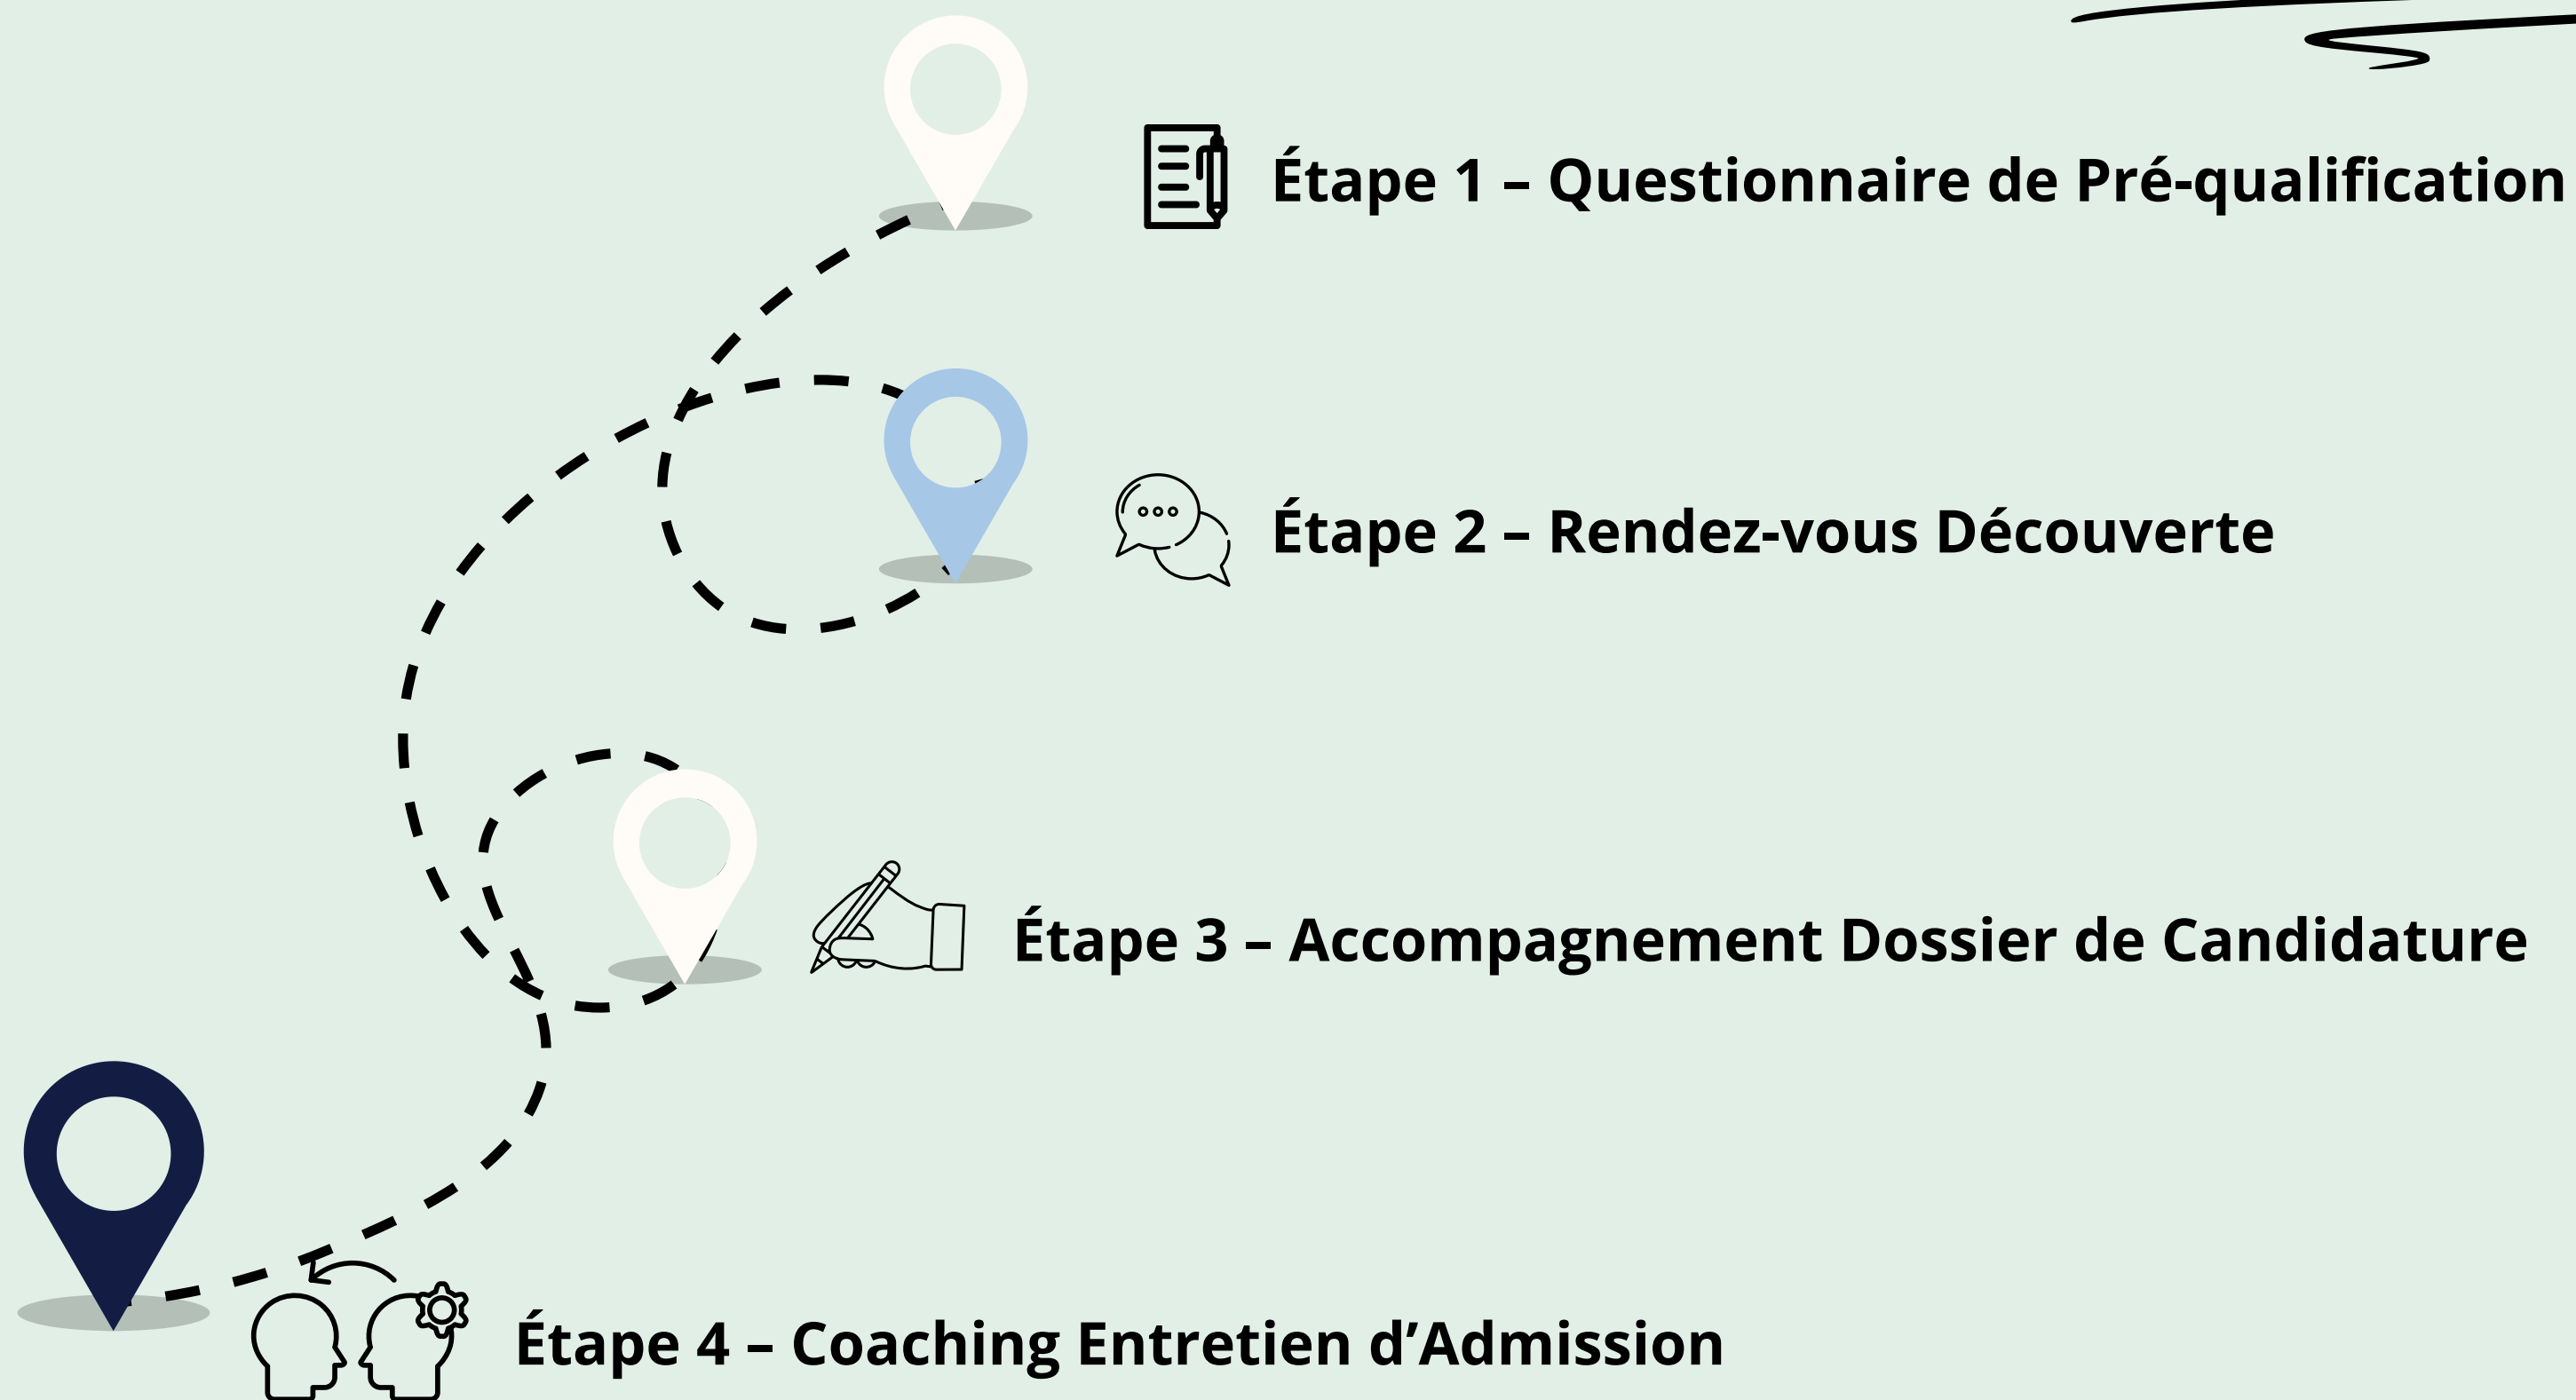 Étape 1 – Questionnaire de Pré-qualification
Étape 2 – Rendez-vous Découverte
Étape 3 – Accompagnement Dossier de Candidature
Étape 4 – Coaching Entretien d’Admission